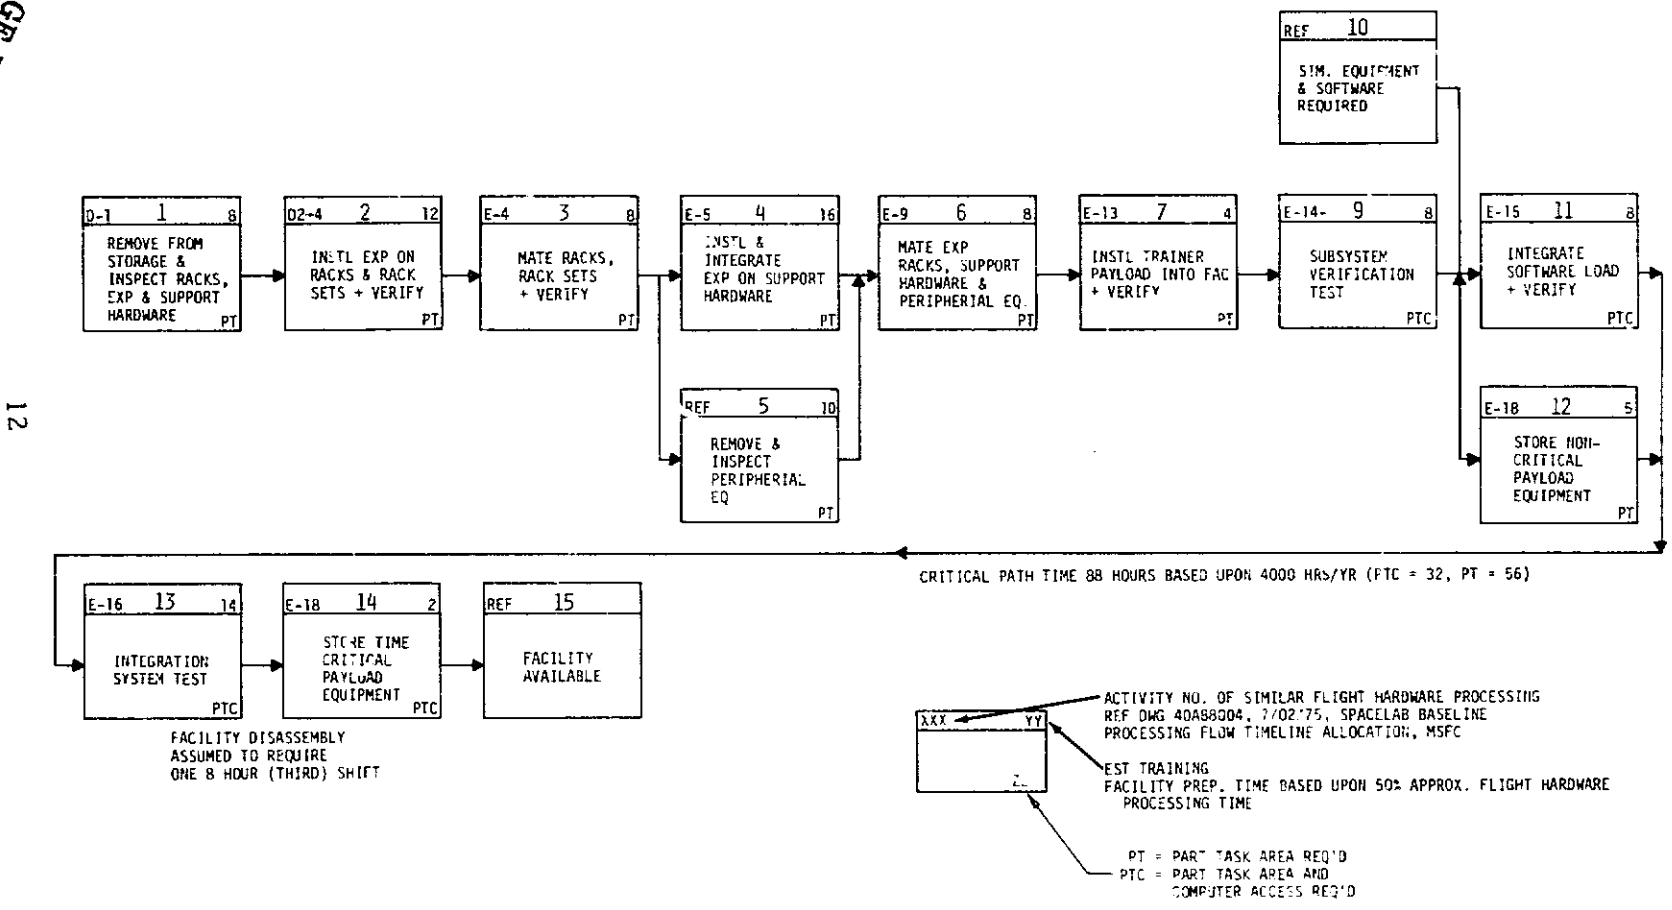 12
REF 10
SIM. EQUIPMENT
& SOFTWARE
REQUIRED
D-1 1 8
REMOVE FROM
STORAGE &
INSPECT RACKS,
EXP & SUPPORT
HARDWARE
PT
D2-4 2 12
INSTL EXP ON
RACKS & RACK
SETS + VERIFY
PT
E-4 3 8
MATE RACKS,
RACK SETS
+ VERIFY
PT
E-5 4 16
INSTL &
INTEGRATE
EXP ON SUPPORT
HARDWARE
PT
REF 5 10
REMOVE &
INSPECT
PERIPHERIAL
EQ
PT
E-9 6 8
MATE EXP
RACKS, SUPPORT
HARDWARE &
PERIPHERIAL EQ.
PT
E-13 7 4
INSTL TRAINER
PAYLOAD INTO FAC
+ VERIFY
PT
E-14- 9 8
SUBSYSTEM
VERIFICATION
TEST
PTC
E-15 11 8
INTEGRATE
SOFTWARE LOAD
+ VERIFY
PTC
E-18 12 5
STORE NON-
CRITICAL
PAYLOAD
EQUIPMENT
PT
CRITICAL PATH TIME 88 HOURS BASED UPON 4000 HRS/YR (PTC = 32, PT = 56)
E-16 13 14
INTEGRATION
SYSTEM TEST
PTC
E-18 14 2
STORE TIME
CRITICAL
PAYLOAD
EQUIPMENT
PTC
REF 15
FACILITY
AVAILABLE
FACILITY DISASSEMBLY
ASSUMED TO REQUIRE
ONE 8 HOUR (THIRD) SHIFT
XXX YY
ACTIVITY NO. OF SIMILAR FLIGHT HARDWARE PROCESSING
REF DWG 40A88004, 7/02/75, SPACELAB BASELINE
PROCESSING FLOW TIMELINE ALLOCATION, MSFC
EST TRAINING
FACILITY PREP. TIME BASED UPON 50% APPROX. FLIGHT HARDWARE
PROCESSING TIME
PT = PART TASK AREA REQ'D
PTC = PART TASK AREA AND
COMPUTER ACCESS REQ'D